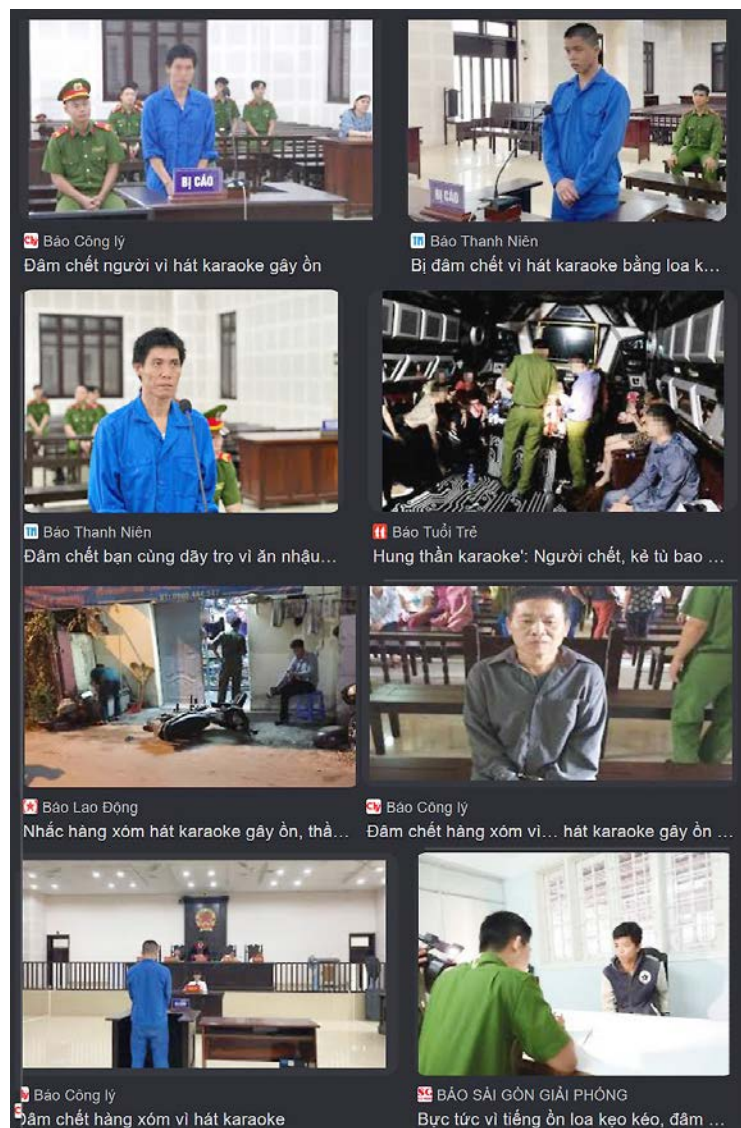 BỊ CÁO
BỊ CÁO
Báo Công lý
Đâm chết người vì hát karaoke gây ồn
Báo Thanh Niên
Bị đâm chết vì hát karaoke bằng loa k...
Báo Thanh Niên
Đâm chết bạn cùng dãy trọ vì ăn nhậu...
Báo Tuổi Trẻ
Hung thần karaoke': Người chết, kẻ tù bao ...
Báo Lao Động
Nhắc hàng xóm hát karaoke gây ồn, thầ...
Báo Công lý
Đâm chết hàng xóm vì... hát karaoke gây ồn ...
Báo Công lý
Đâm chết hàng xóm vì hát karaoke
BÁO SÀI GÒN GIẢI PHÓNG
Bực tức vì tiếng ồn loa kẹo kéo, đâm ...